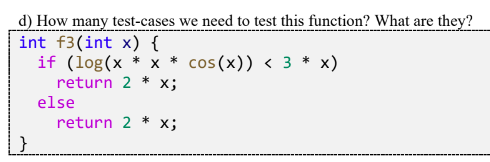 d) How many test-cases we need to test this function? What are they?
int f3(int x) {
  if (log(x * x * cos(x)) < 3 * x)
    return 2 * x;
  else
    return 2 * x;
}